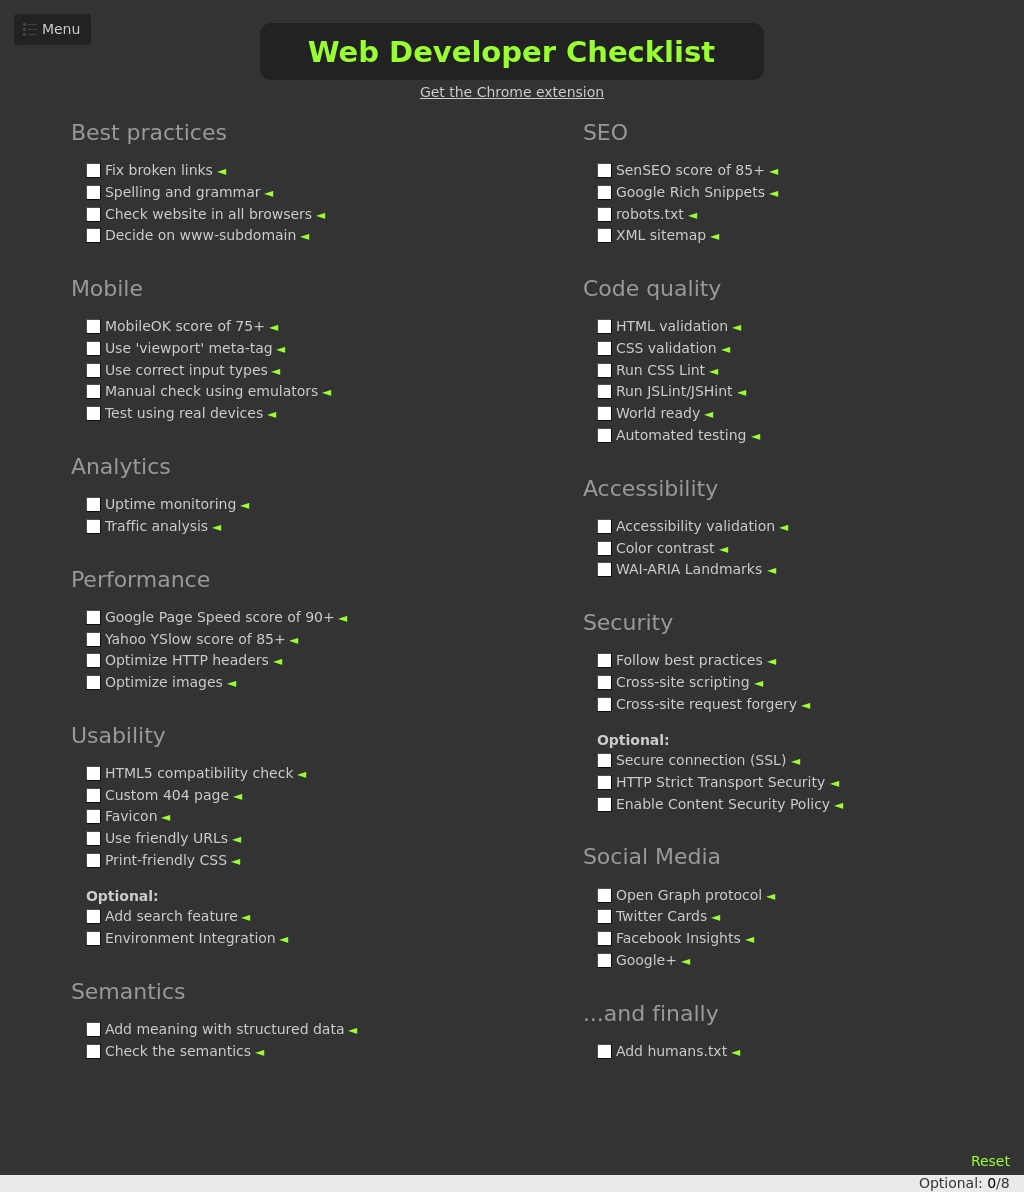 Menu
Web Developer Checklist
Get the Chrome extension
Best practices
Fix broken links ◄
Spelling and grammar ◄
Check website in all browsers ◄
Decide on www-subdomain ◄
Mobile
MobileOK score of 75+ ◄
Use 'viewport' meta-tag ◄
Use correct input types ◄
Manual check using emulators ◄
Test using real devices ◄
Analytics
Uptime monitoring ◄
Traffic analysis ◄
Performance
Google Page Speed score of 90+ ◄
Yahoo YSlow score of 85+ ◄
Optimize HTTP headers ◄
Optimize images ◄
Usability
HTML5 compatibility check ◄
Custom 404 page ◄
Favicon ◄
Use friendly URLs ◄
Print-friendly CSS ◄
Optional:
Add search feature ◄
Environment Integration ◄
Semantics
Add meaning with structured data ◄
Check the semantics ◄
SEO
SenSEO score of 85+ ◄
Google Rich Snippets ◄
robots.txt ◄
XML sitemap ◄
Code quality
HTML validation ◄
CSS validation ◄
Run CSS Lint ◄
Run JSLint/JSHint ◄
World ready ◄
Automated testing ◄
Accessibility
Accessibility validation ◄
Color contrast ◄
WAI-ARIA Landmarks ◄
Security
Follow best practices ◄
Cross-site scripting ◄
Cross-site request forgery ◄
Optional:
Secure connection (SSL) ◄
HTTP Strict Transport Security ◄
Enable Content Security Policy ◄
Social Media
Open Graph protocol ◄
Twitter Cards ◄
Facebook Insights ◄
Google+ ◄
...and finally
Add humans.txt ◄
Reset
Optional: 0/8